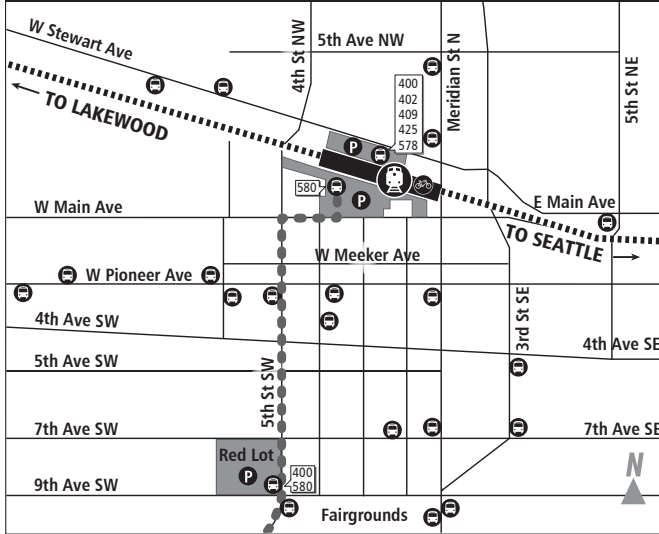 W Stewart Ave
4th St NW
5th Ave NW
Meridian St N
5th St NE
400
402
409
425
578
← TO LAKEWOOD
P
580
P
W Main Ave
E Main Ave
TO SEATTLE →
W Meeker Ave
W Pioneer Ave
4th Ave SW
3rd St SE
4th Ave SE
5th Ave SW
5th St SW
7th Ave SW
7th Ave SE
Red Lot
P
400
580
9th Ave SW
Fairgrounds
N